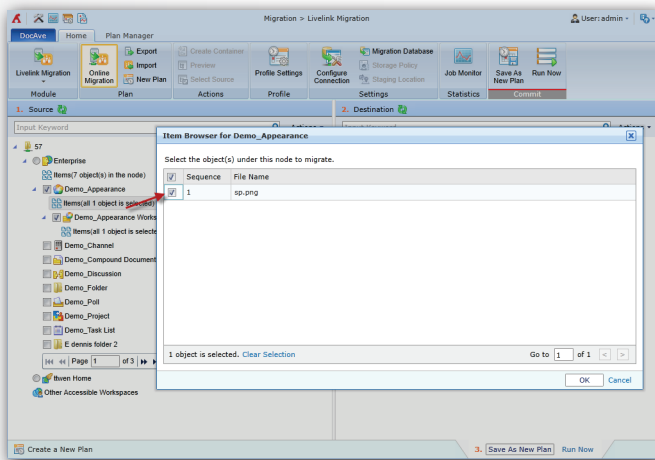 Migration > Livelink Migration
User: admin
DocAve
Home
Plan Manager
Livelink Migration
Online Migration
Export
Import
New Plan
Create Container
Preview
Select Source
Profile Settings
Configure Connection
Migration Database
Storage Policy
Staging Location
Job Monitor
Save As New Plan
Run Now
Module
Plan
Actions
Profile
Settings
Statistics
Commit
1. Source
2. Destination
Input Keyword
57
Enterprise
Items(7 object(s) in the node)
Demo_Appearance
Items(all 1 object is selected)
Demo_Appearance Works
Items(all 1 object is selecte
Demo_Channel
Demo_Compound Document
Demo_Discussion
Demo_Folder
Demo_Poll
Demo_Project
Demo_Task List
E dennis folder 2
Page 1 of 3
ttwen Home
Other Accessible Workspaces
Item Browser for Demo_Appearance
Select the object(s) under this node to migrate.
Sequence File Name
1 sp.png
1 object is selected. Clear Selection
Go to 1 of 1 < >
OK Cancel
Create a New Plan
3. Save As New Plan Run Now